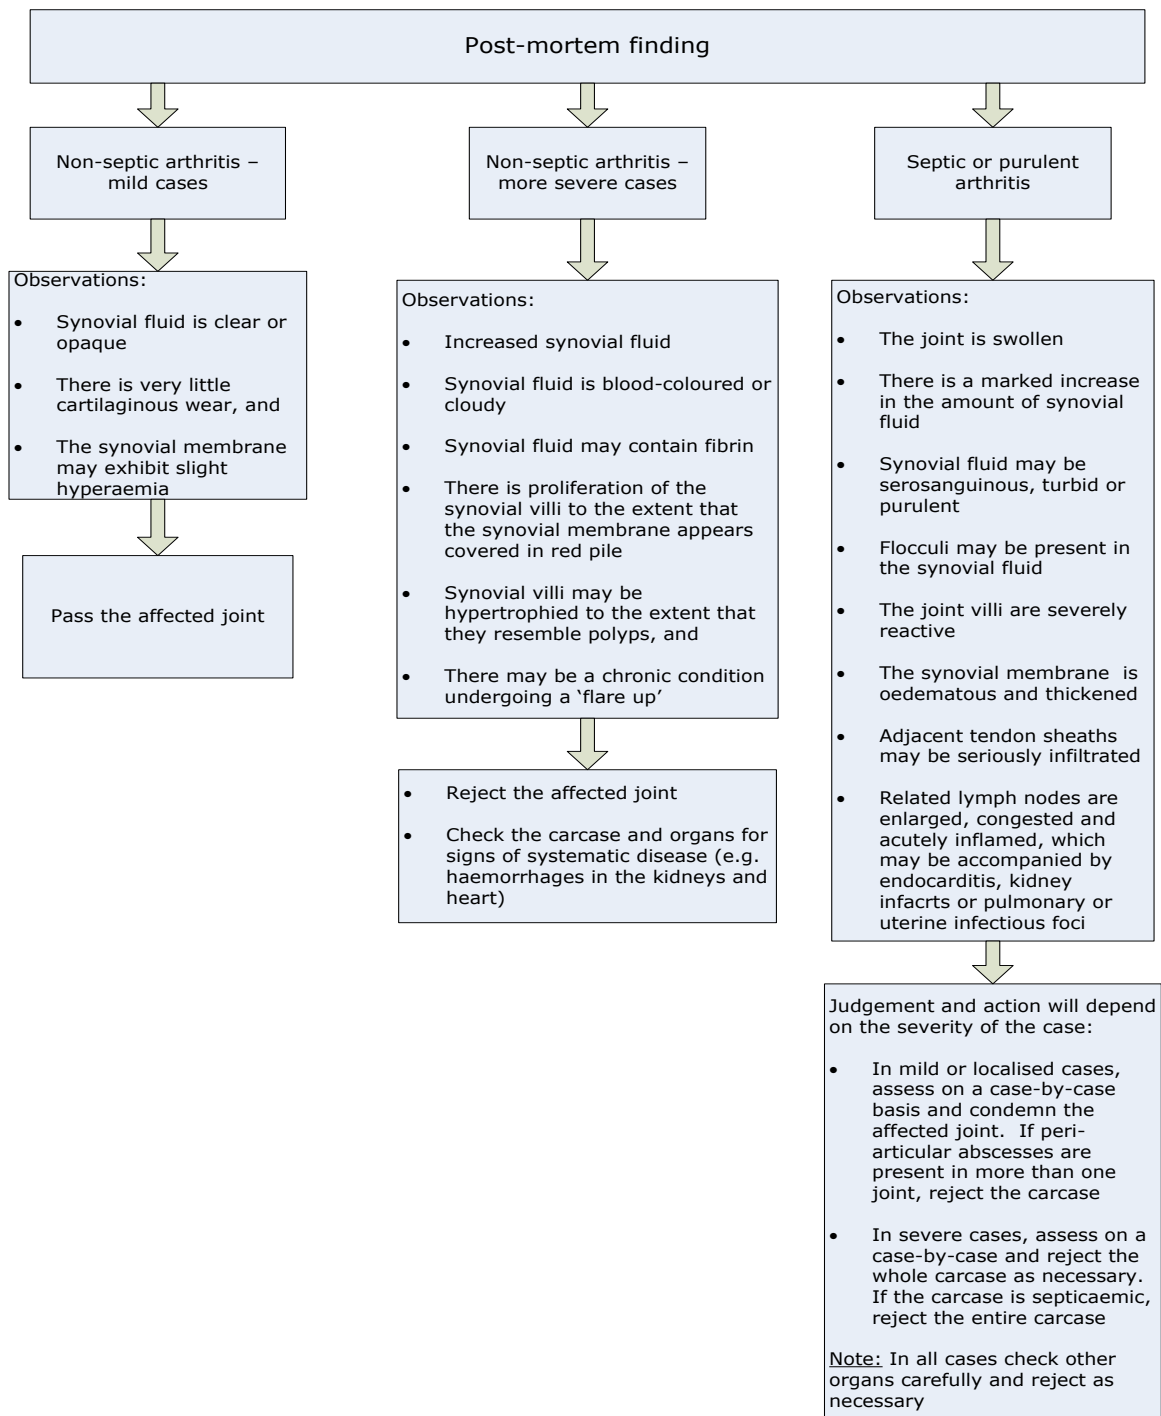 Post-mortem finding
Non-septic arthritis –
mild cases
Observations:
• Synovial fluid is clear or
opaque
• There is very little
cartilaginous wear, and
• The synovial membrane
may exhibit slight
hyperaemia
Pass the affected joint
Non-septic arthritis –
more severe cases
Observations:
• Increased synovial fluid
• Synovial fluid is blood-coloured or
cloudy
• Synovial fluid may contain fibrin
• There is proliferation of the
synovial villi to the extent that
the synovial membrane appears
covered in red pile
• Synovial villi may be
hypertrophied to the extent that
they resemble polyps, and
• There may be a chronic condition
undergoing a ‘flare up’
• Reject the affected joint
• Check the carcase and organs for
signs of systematic disease (e.g.
haemorrhages in the kidneys and
heart)
Septic or purulent
arthritis
Observations:
• The joint is swollen
• There is a marked increase
in the amount of synovial
fluid
• Synovial fluid may be
serosanguinous, turbid or
purulent
• Flocculi may be present in
the synovial fluid
• The joint villi are severely
reactive
• The synovial membrane is
oedematous and thickened
• Adjacent tendon sheaths
may be seriously infiltrated
• Related lymph nodes are
enlarged, congested and
acutely inflamed, which
may be accompanied by
endocarditis, kidney
infacrts or pulmonary or
uterine infectious foci
Judgement and action will depend
on the severity of the case:
• In mild or localised cases,
assess on a case-by-case
basis and condemn the
affected joint. If peri-
articular abscesses are
present in more than one
joint, reject the carcase
• In severe cases, assess on a
case-by-case and reject the
whole carcase as necessary.
If the carcase is septicaemic,
reject the entire carcase
Note: In all cases check other
organs carefully and reject as
necessary